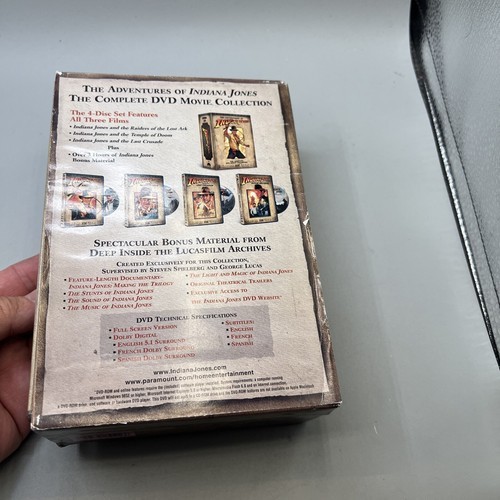 THE ADVENTURES OF INDIANA JONES
THE COMPLETE DVD MOVIE COLLECTION
The 4-Disc Set Features
All Three Films
• Indiana Jones and the Raiders of the Lost Ark
• Indiana Jones and the Temple of Doom
• Indiana Jones and the Last Crusade
Plus
• Over 3 Hours of Indiana Jones
Bonus Material
SPECTACULAR BONUS MATERIAL FROM
DEEP INSIDE THE LUCASFILM ARCHIVES
CREATED EXCLUSIVELY FOR THIS COLLECTION,
SUPERVISED BY STEVEN SPIELBERG AND GEORGE LUCAS
• FEATURE-LENGTH DOCUMENTARY:
INDIANA JONES: MAKING THE TRILOGY
• THE STUNTS OF INDIANA JONES
• THE SOUND OF INDIANA JONES
• THE MUSIC OF INDIANA JONES
• THE LIGHT AND MAGIC OF INDIANA JONES
• ORIGINAL THEATRICAL TRAILERS
• EXCLUSIVE ACCESS TO
THE INDIANA JONES DVD WEBSITE*
DVD TECHNICAL SPECIFICATIONS
• FULL SCREEN VERSION
• DOLBY DIGITAL
• ENGLISH 5.1 SURROUND
• FRENCH DOLBY SURROUND
• SPANISH DOLBY SURROUND
• SUBTITLES:
• ENGLISH
• FRENCH
• SPANISH
www.IndianaJones.com
www.paramount.com/homeentertainment